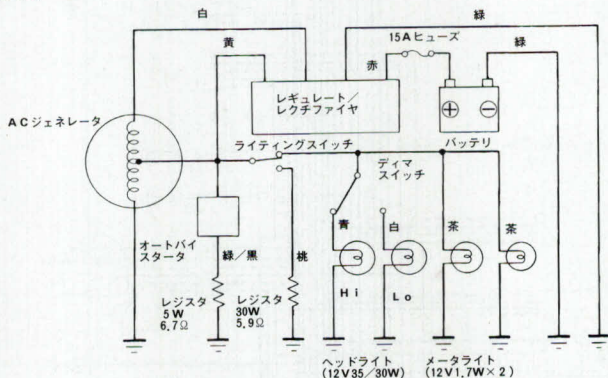 白
緑
黄
15Aヒューズ
緑
赤
レギュレート／
レクチファイヤ
⊕ ⊖
ACジェネレータ
バッテリ
ライティングスイッチ
ディマ
スイッチ
青
白
茶
茶
オートバイ
スタータ
緑／黒
桃
レジスタ
5W
6.7Ω
レジスタ
30W
5.9Ω
Hi
Lo
ヘッドライト
(12V35／30W)
メータライト
(12V1.7W×2)